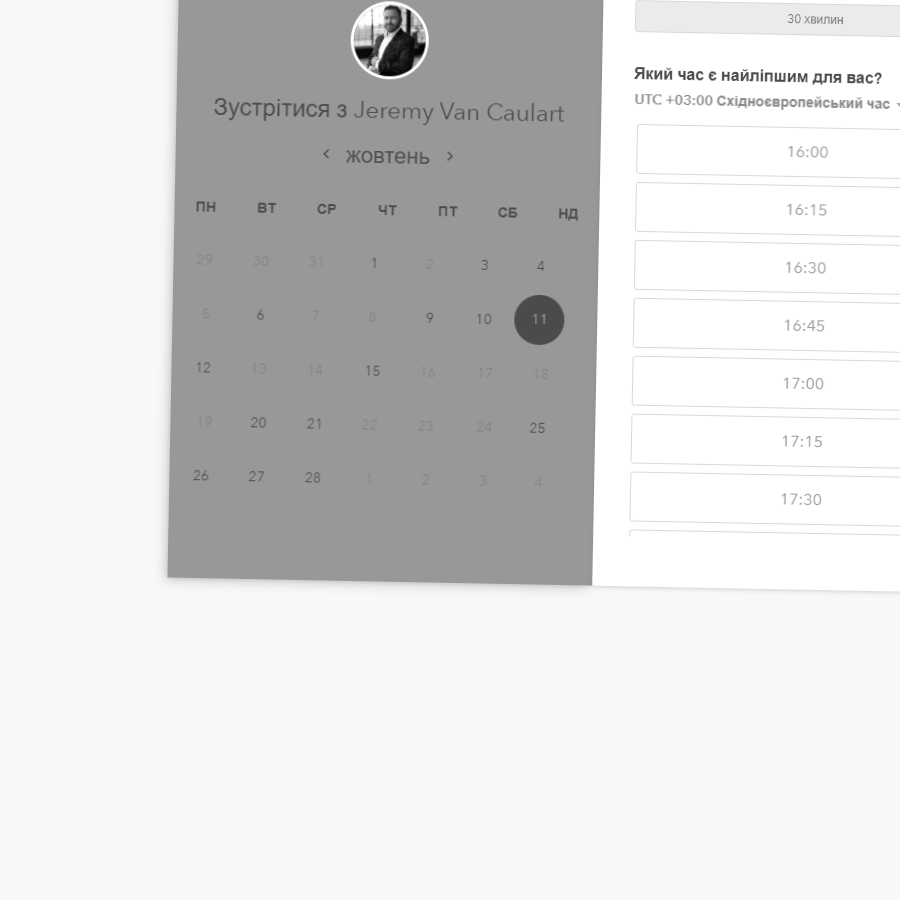 Зустрітися з Jeremy Van Caulart
‹ жовтень ›
ПН ВТ СР ЧТ ПТ СБ НД
29 30 31 1 2 3 4
5 6 7 8 9 10 11
12 13 14 15 16 17 18
19 20 21 22 23 24 25
26 27 28 1 2 3 4
30 хвилин
Який час є найліпшим для вас?
UTC +03:00 Східноєвропейський час
16:00
16:15
16:30
16:45
17:00
17:15
17:30